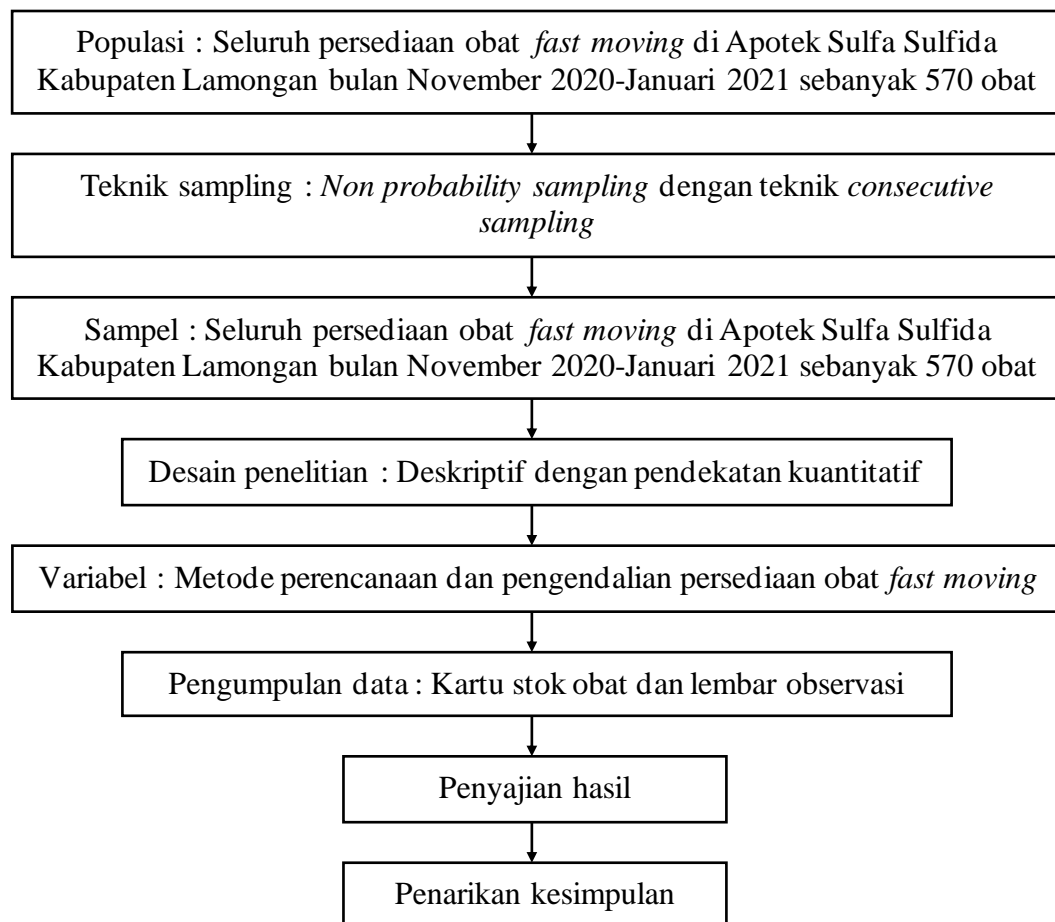 Populasi : Seluruh persediaan obat fast moving di Apotek Sulfa Sulfida
Kabupaten Lamongan bulan November 2020-Januari 2021 sebanyak 570 obat
Teknik sampling : Non probability sampling dengan teknik consecutive
sampling
Sampel : Seluruh persediaan obat fast moving di Apotek Sulfa Sulfida
Kabupaten Lamongan bulan November 2020-Januari 2021 sebanyak 570 obat
Desain penelitian : Deskriptif dengan pendekatan kuantitatif
Variabel : Metode perencanaan dan pengendalian persediaan obat fast moving
Pengumpulan data : Kartu stok obat dan lembar observasi
Penyajian hasil
Penarikan kesimpulan